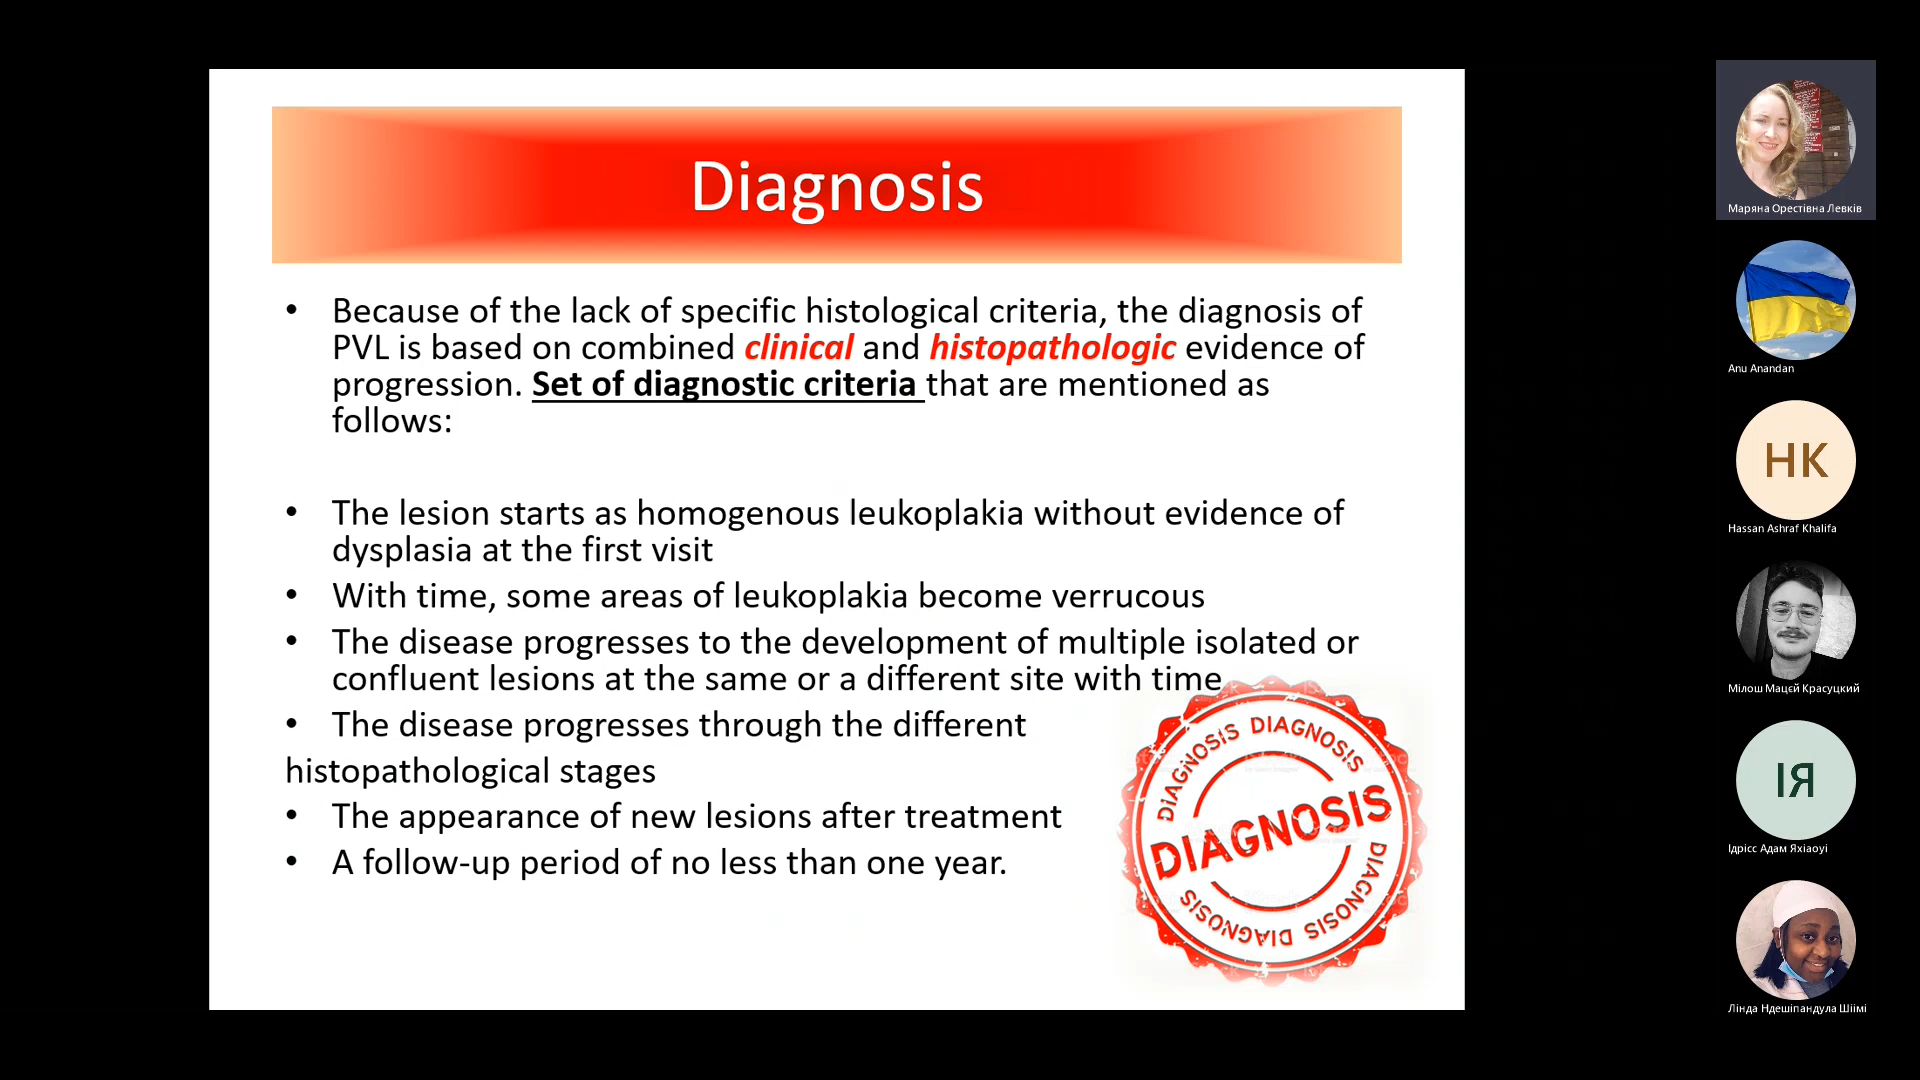 Diagnosis
• Because of the lack of specific histological criteria, the diagnosis of
PVL is based on combined clinical and histopathologic evidence of
progression. Set of diagnostic criteria that are mentioned as
follows:
• The lesion starts as homogenous leukoplakia without evidence of
dysplasia at the first visit
• With time, some areas of leukoplakia become verrucous
• The disease progresses to the development of multiple isolated or
confluent lesions at the same or a different site with time
• The disease progresses through the different
histopathological stages
• The appearance of new lesions after treatment
• A follow-up period of no less than one year.
DIAGNOSIS DIAGNOSIS
DIAGNOSIS
DIAGNOSIS DIAGNOSIS DIAGNOSIS
Маряна Орестівна Левків
Anu Anandan
HK
Hassan Ashraf Khalifa
Мілош Мацєй Красуцкий
ІЯ
Ідрісс Адам Яхіаоуі
Лінда Ндешіпандула Шіімі